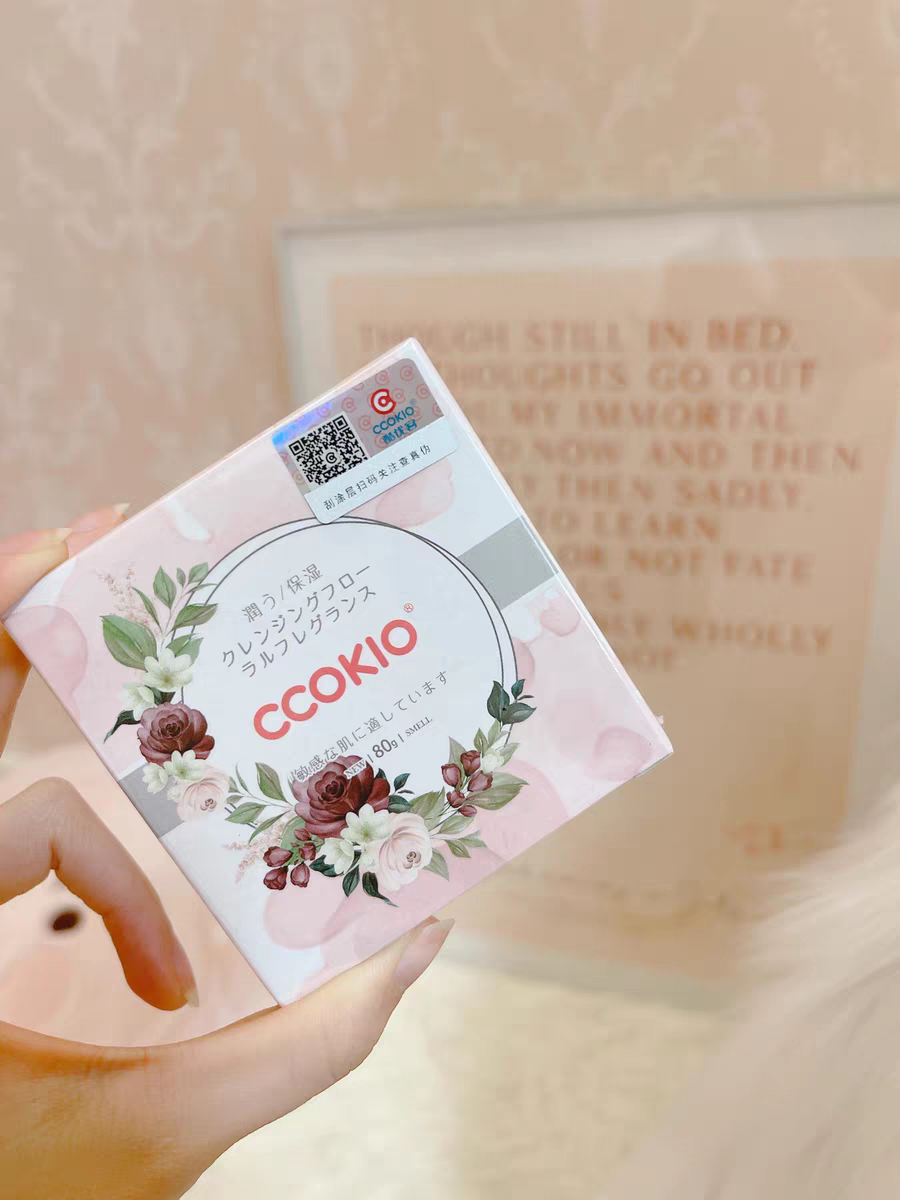 CCOKIO®
酷优客
刮涂层扫码关注查真伪
潤う/保湿
クレンジングフロー
ラルフレグランス
CCOKIO®
敏感な肌に適しています
NEW | 80g | SMELL
THOUGH STILL IN BED,
THOUGHTS GO OUT
MY IMMORTAL
NOW AND THEN
THEN SADLY,
TO LEARN
OR NOT FATE
WHOLLY